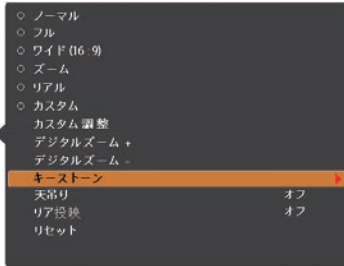 ノーマル
フル
ワイド(16:9)
ズーム
リアル
カスタム
カスタム調整
デジタルズーム +
デジタルズーム -
キーストーン
天吊り オフ
リア投映 オフ
リセット